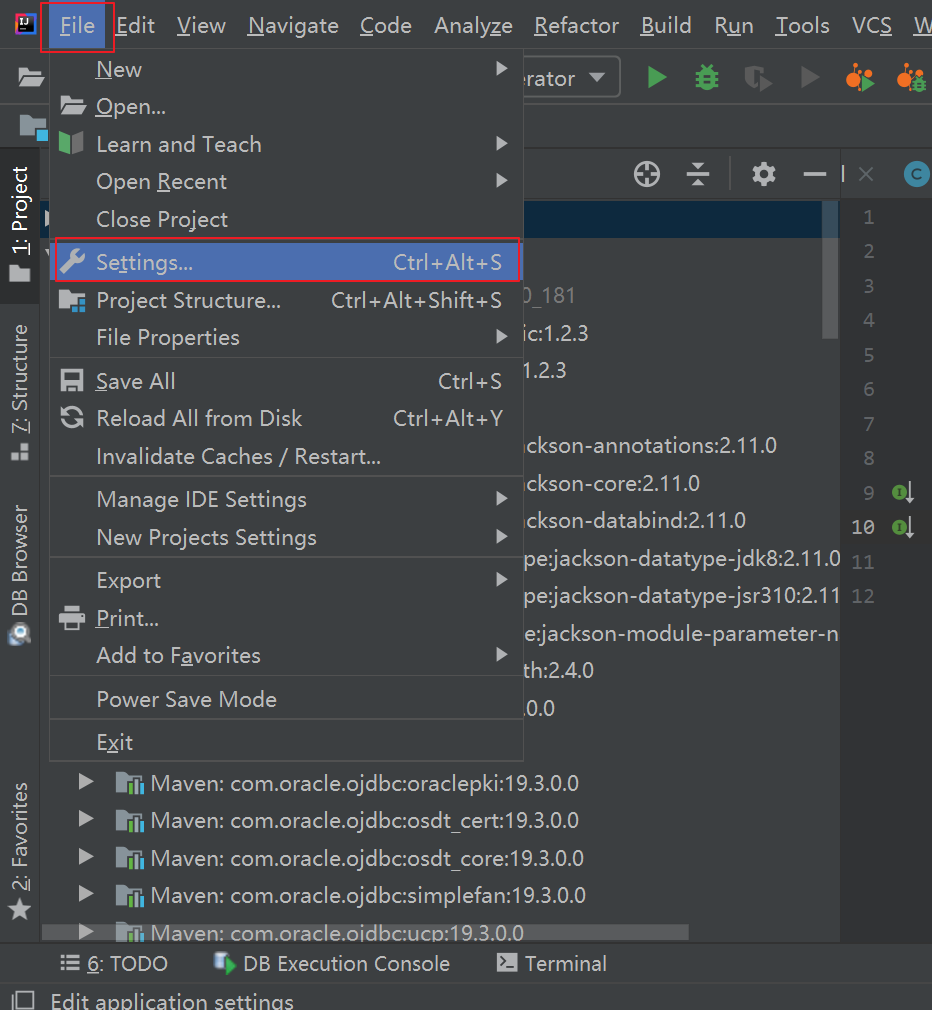 File Edit View Navigate Code Analyze Refactor Build Run Tools VCS
New
Open...
Learn and Teach
Open Recent
Close Project
Settings... Ctrl+Alt+S
Project Structure... Ctrl+Alt+Shift+S
File Properties
Save All Ctrl+S
Reload All from Disk Ctrl+Alt+Y
Invalidate Caches / Restart...
Manage IDE Settings
New Projects Settings
Export
Print...
Add to Favorites
Power Save Mode
Exit
rator
0_181
ic:1.2.3
1.2.3
ackson-annotations:2.11.0
ackson-core:2.11.0
ackson-databind:2.11.0
pe:jackson-datatype-jdk8:2.11.0
pe:jackson-datatype-jsr310:2.11
e:jackson-module-parameter-n
th:2.4.0
.0.0
Maven: com.oracle.ojdbc:oraclepki:19.3.0.0
Maven: com.oracle.ojdbc:osdt_cert:19.3.0.0
Maven: com.oracle.ojdbc:osdt_core:19.3.0.0
Maven: com.oracle.ojdbc:simplefan:19.3.0.0
Maven: com.oracle.ojdbc:ucp:19.3.0.0
1: Project
7: Structure
DB Browser
2: Favorites
C
1
2
3
4
5
6
7
8
9
10
11
12
6: TODO DB Execution Console Terminal
Edit application settings